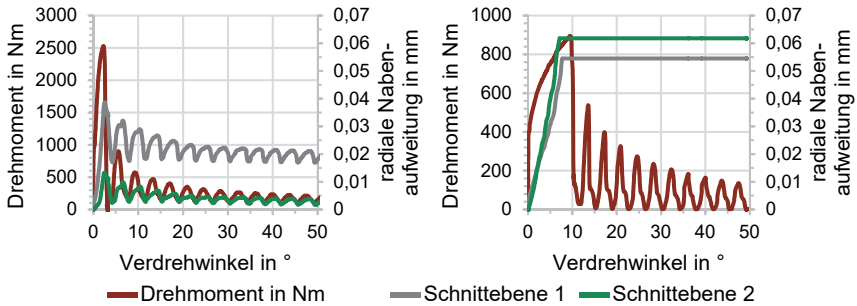 Drehmoment in Nm
3000
2500
2000
1500
1000
500
0
0,07
0,06
0,05
0,04
0,03
0,02
0,01
0
radiale Naben-
aufweitung in mm
0 10 20 30 40 50
Verdrehwinkel in °
Drehmoment in Nm
1000
800
600
400
200
0
0,07
0,06
0,05
0,04
0,03
0,02
0,01
0
radiale Naben-
aufweitung in mm
0 10 20 30 40 50
Verdrehwinkel in °
Drehmoment in Nm Schnittebene 1 Schnittebene 2